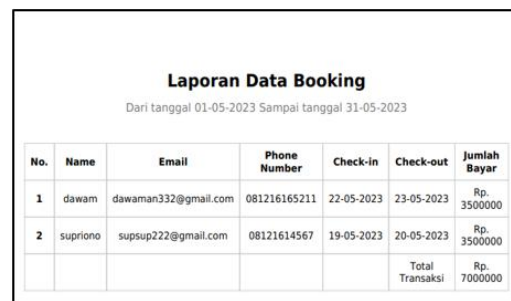 Laporan Data Booking
Dari tanggal 01-05-2023 Sampai tanggal 31-05-2023
No. Name Email Phone Number Check-in Check-out Jumlah Bayar
1 dawam dawaman332@gmail.com 081216165211 22-05-2023 23-05-2023 Rp. 3500000
2 supriono supsup222@gmail.com 08121614567 19-05-2023 20-05-2023 Rp. 3500000
Total Transaksi Rp. 7000000